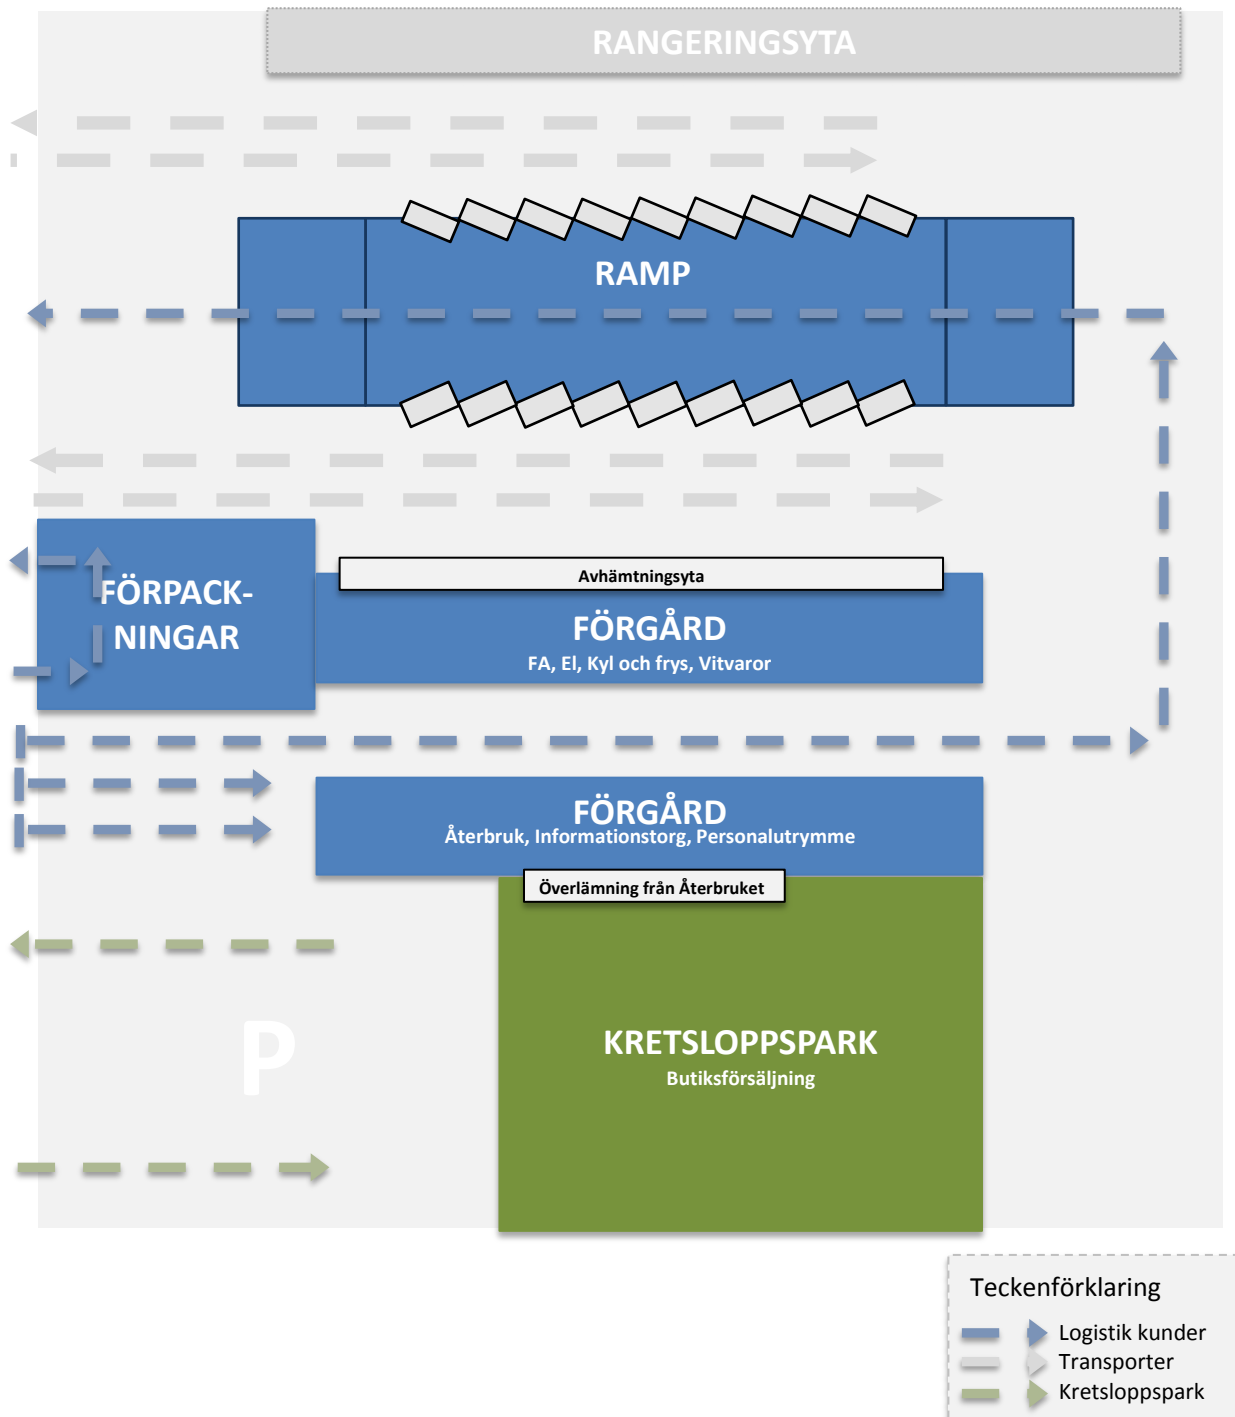 RANGERINGSYTA
RAMP
FÖRPACK-
NINGAR
Avhämtningsyta
FÖRGÅRD
FA, El, Kyl och frys, Vitvaror
FÖRGÅRD
Återbruk, Informationstorg, Personalutrymme
Överlämning från Återbruket
P
KRETSLOPPSPARK
Butiksförsäljning
Teckenförklaring
Logistik kunder
Transporter
Kretsloppspark